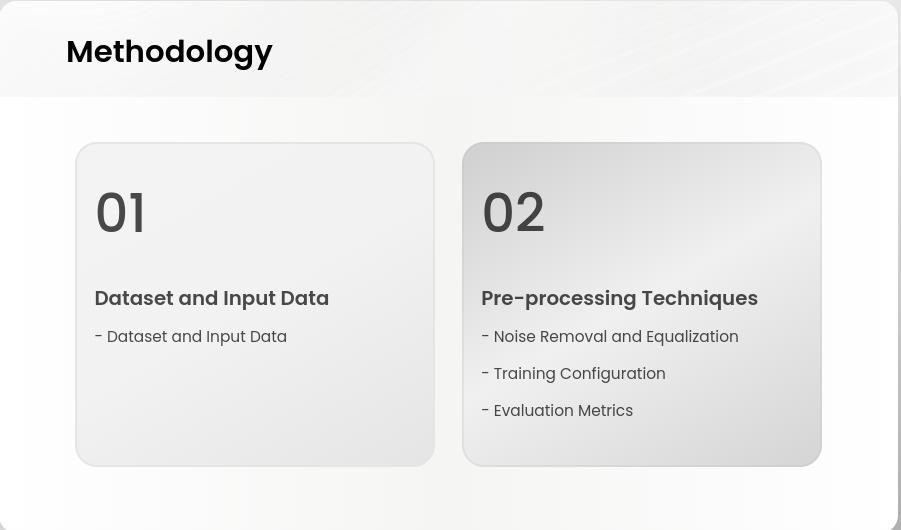 Methodology
01
Dataset and Input Data
- Dataset and Input Data
02
Pre-processing Techniques
- Noise Removal and Equalization
- Training Configuration
- Evaluation Metrics